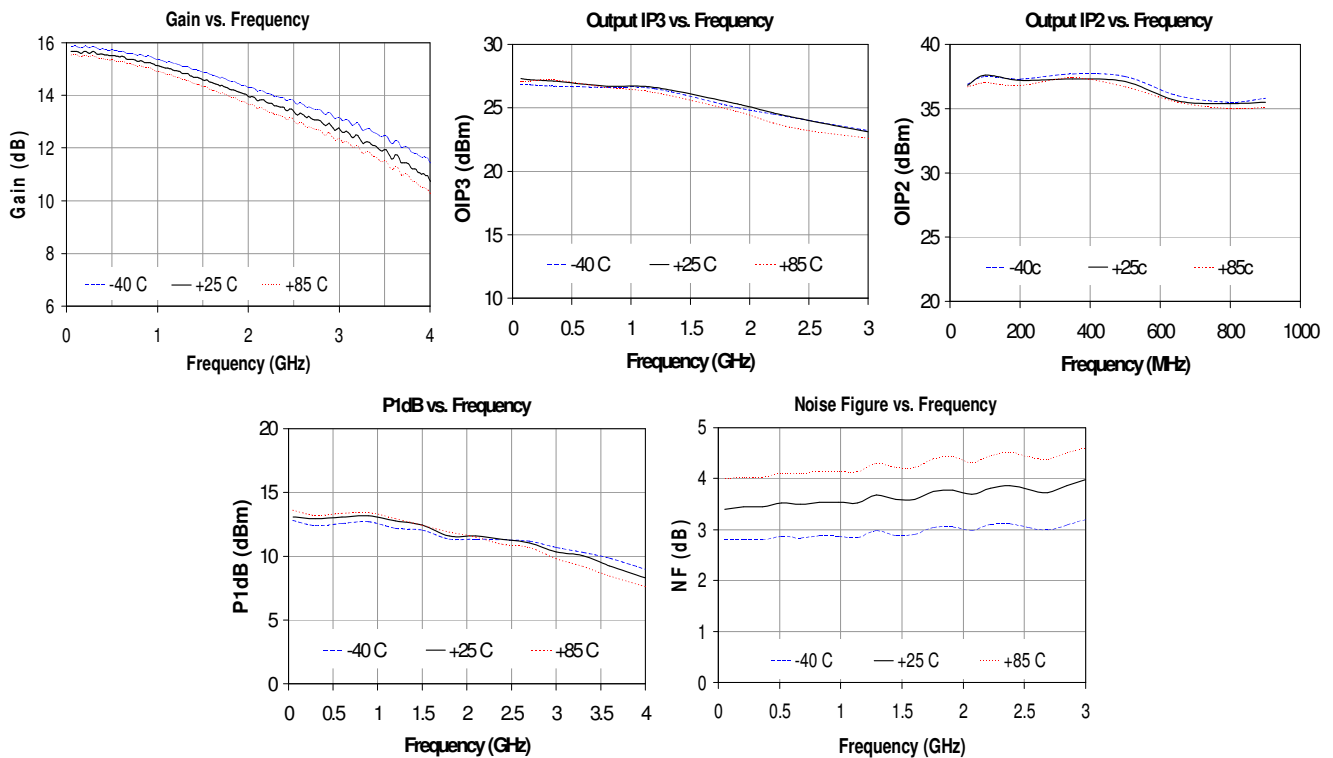 Gain vs. Frequency
16
14
12
10
8
6
Gain (dB)
-40 C
+25 C
+85 C
0 1 2 3 4
Frequency (GHz)
Output IP3 vs. Frequency
30
25
20
15
10
OIP3 (dBm)
-40 C
+25 C
+85 C
0 0.5 1 1.5 2 2.5 3
Frequency (GHz)
Output IP2 vs. Frequency
40
35
30
25
20
OIP2 (dBm)
-40c
+25c
+85c
0 200 400 600 800 1000
Frequency (MHz)
P1dB vs. Frequency
20
15
10
5
0
P1dB (dBm)
-40 C
+25 C
+85 C
0 0.5 1 1.5 2 2.5 3 3.5 4
Frequency (GHz)
Noise Figure vs. Frequency
5
4
3
2
1
0
NF (dB)
-40 C
+25 C
+85 C
0 0.5 1 1.5 2 2.5 3
Frequency (GHz)